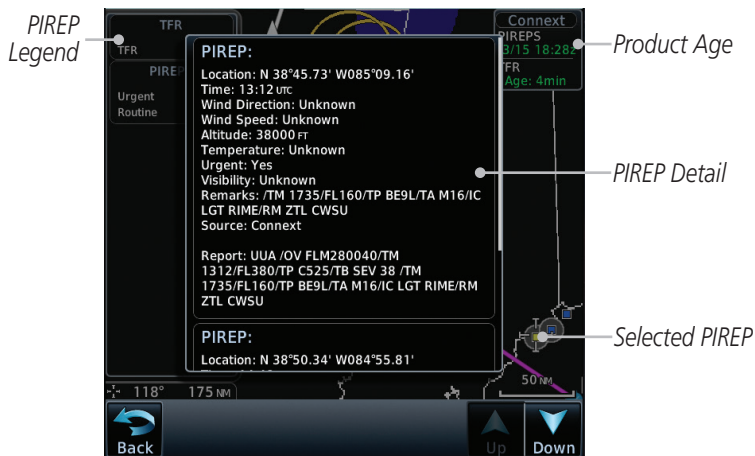 PIREP
Legend
TFR
TFR
PIREP
Urgent
Routine
PIREP:
Location: N 38°45.73' W085°09.16'
Time: 13:12 UTC
Wind Direction: Unknown
Wind Speed: Unknown
Altitude: 38000 FT
Temperature: Unknown
Urgent: Yes
Visibility: Unknown
Remarks: /TM 1735/FL160/TP BE9L/TA M16/IC
LGT RIME/RM ZTL CWSU
Source: Connext
Report: UUA /OV FLM280040/TM
1312/FL380/TP C525/TB SEV 38 /TM
1735/FL160/TP BE9L/TA M16/IC LGT RIME/RM
ZTL CWSU
PIREP:
Location: N 38°50.34' W084°55.81'
Connext
PIREPS
3/15 18:28z
TFR
Age: 4min
Product Age
PIREP Detail
Selected PIREP
50 NM
118° 175 NM
Back
Up
Down